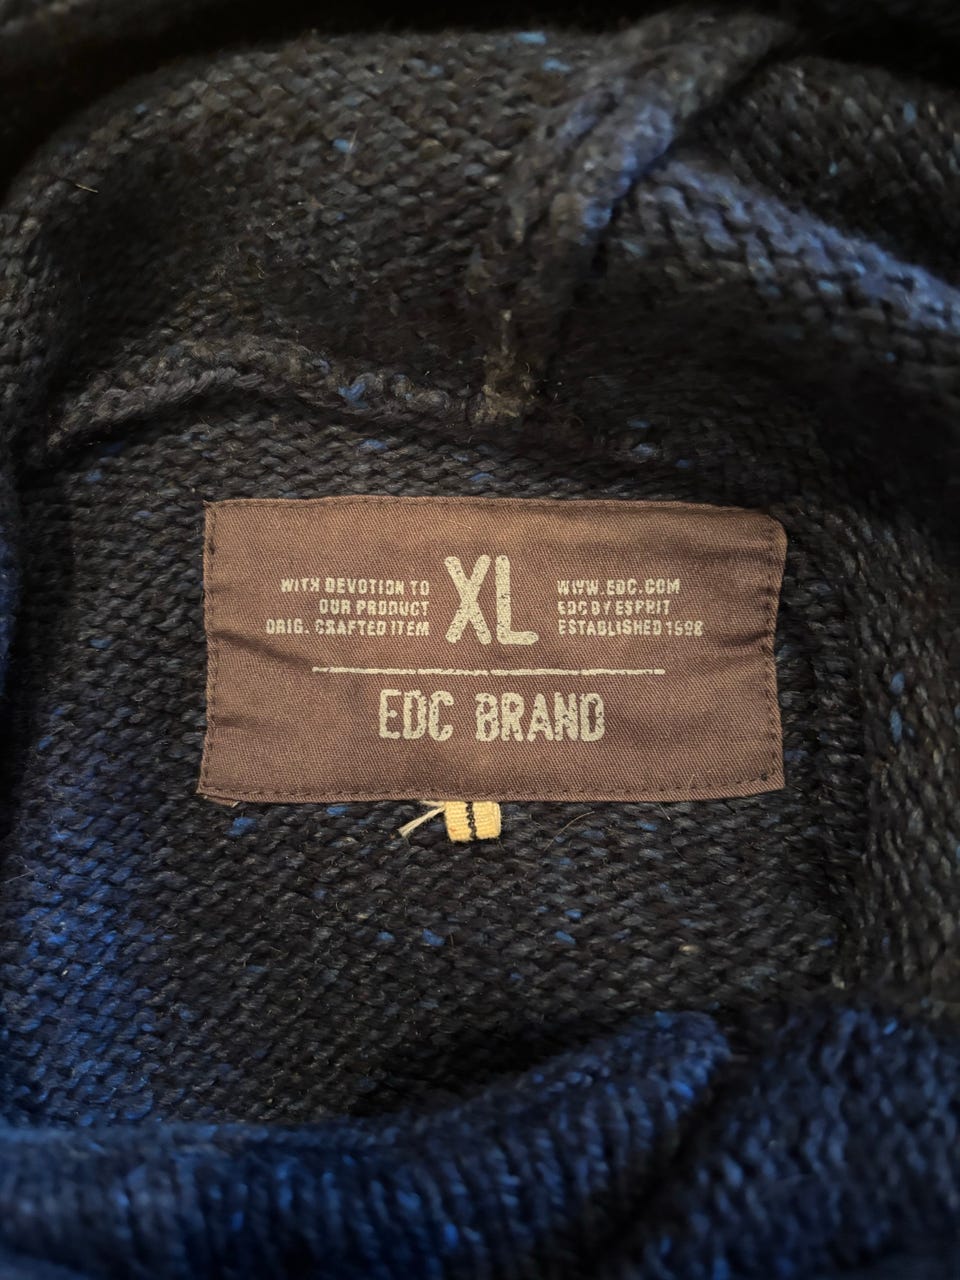 WITH DEVOTION TO
OUR PRODUCT
ORIG. CRAFTED ITEM
XL
WWW.EDC.COM
EDC BY ESPRIT
ESTABLISHED 1998
EDC BRAND